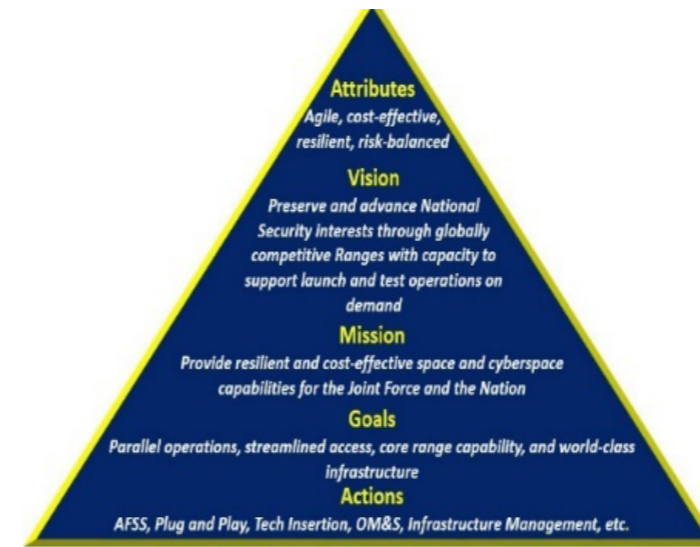 Attributes
Agile, cost-effective,
resilient, risk-balanced
Vision
Preserve and advance National
Security interests through globally
competitive Ranges with capacity to
support launch and test operations on
demand
Mission
Provide resilient and cost-effective space and cyberspace
capabilities for the Joint Force and the Nation
Goals
Parallel operations, streamlined access, core range capability, and world-class
infrastructure
Actions
AFSS, Plug and Play, Tech Insertion, OM&S, Infrastructure Management, etc.